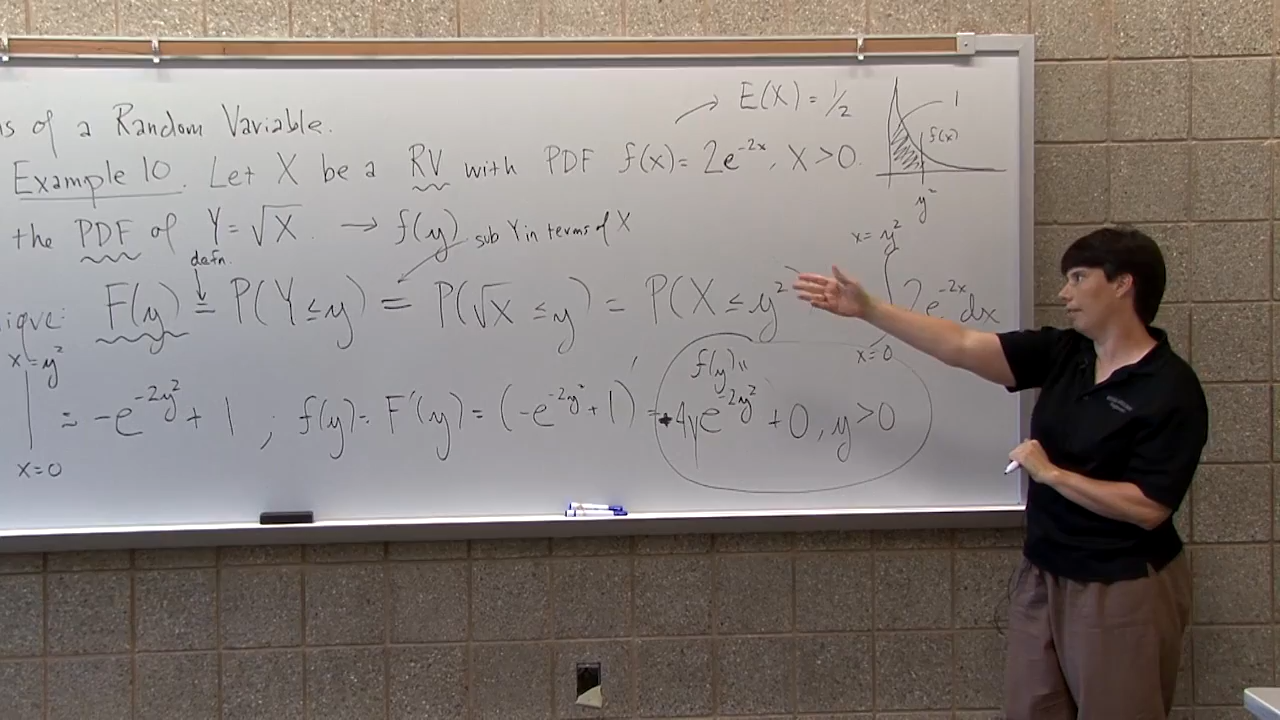 ns of a Random Variable.
→ E(X) = 1/2
1
f(x)
y²
Example 10. Let X be a RV with PDF f(x) = 2e^{-2x}, X > 0.
the PDF of Y = √X. → f(y)
sub Y in terms of X
defn.
ique: F(y) = P(Y ≤ y) = P(√X ≤ y) = P(X ≤ y²)
x = y²
∫ 2e^{-2x} dx
x = 0
x = y²
x = 0
= -e^{-2y²} + 1 ; f(y) = F'(y) = (-e^{-2y²} + 1)' = +4ye^{-2y²} + 0, y > 0
f(y) "